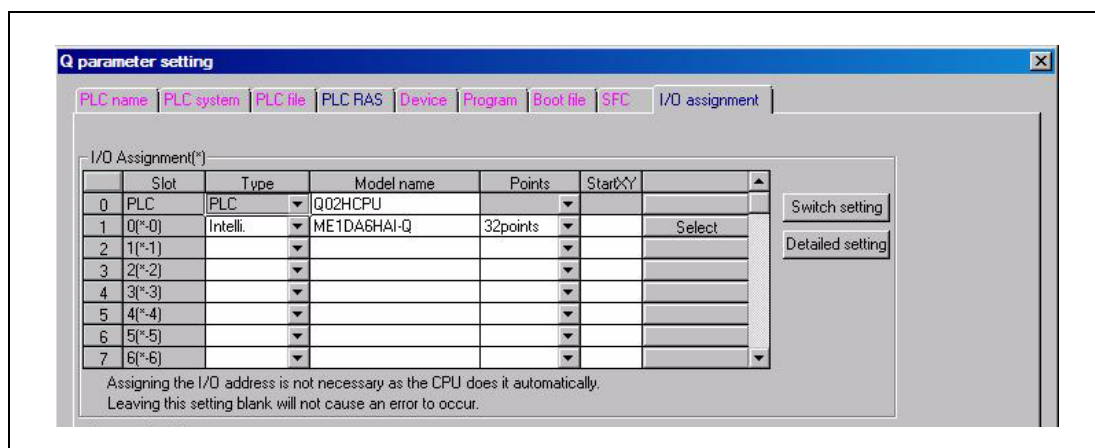 Q parameter setting
PLC name PLC system PLC file PLC RAS Device Program Boot file SFC I/O assignment
I/O Assignment(*)
Slot Type Model name Points StartXY
0 PLC PLC Q02HCPU
1 0(*-0) Intelli. ME1DA6HAI-Q 32points Select
2 1(*-1)
3 2(*-2)
4 3(*-3)
5 4(*-4)
6 5(*-5)
7 6(*-6)
Switch setting
Detailed setting
Assigning the I/O address is not necessary as the CPU does it automatically.
Leaving this setting blank will not cause an error to occur.